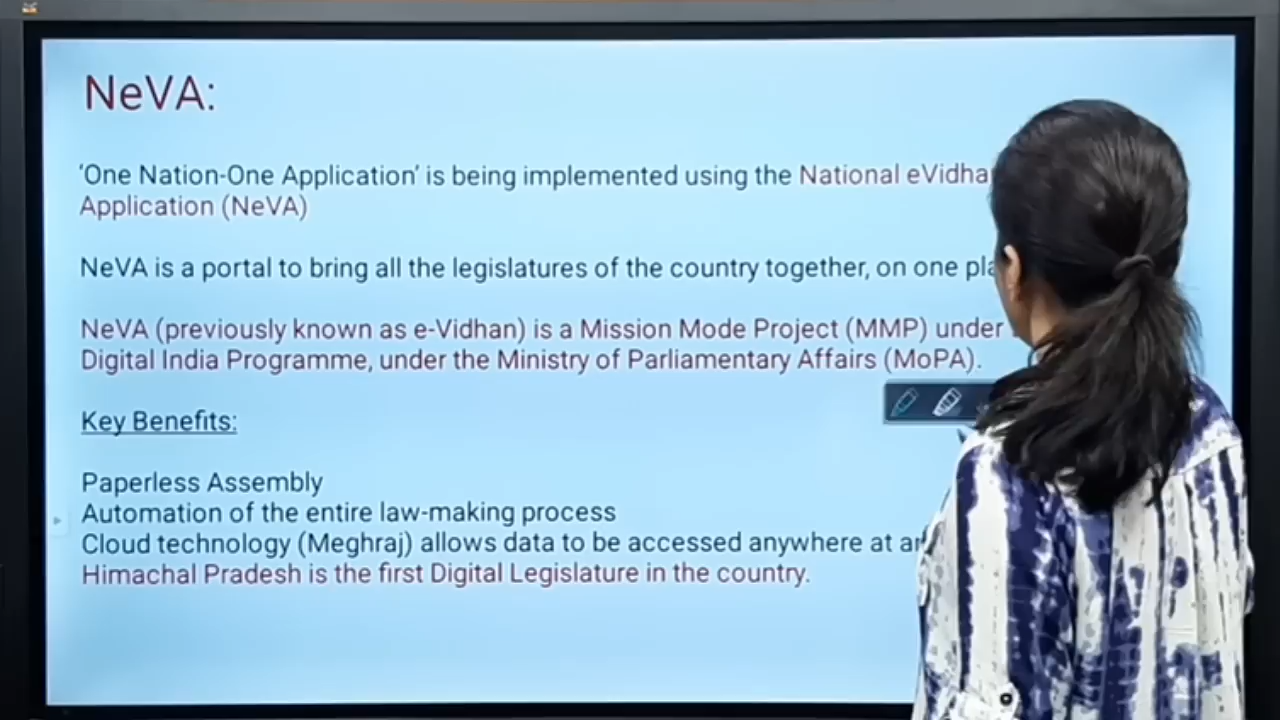 NeVA:
‘One Nation-One Application’ is being implemented using the National
Application (NeVA)
NeVA is a portal to bring all the legislatures of the country together, on one
NeVA (previously known as e-Vidhan) is a Mission Mode Project (MMP) under
Digital India Programme, under the Ministry of Parliamentary Affairs (MoPA).
Key Benefits:
Paperless Assembly
Automation of the entire law-making process
Cloud technology (Meghraj) allows data to be accessed anywhere at
Himachal Pradesh is the first Digital Legislature in the country.